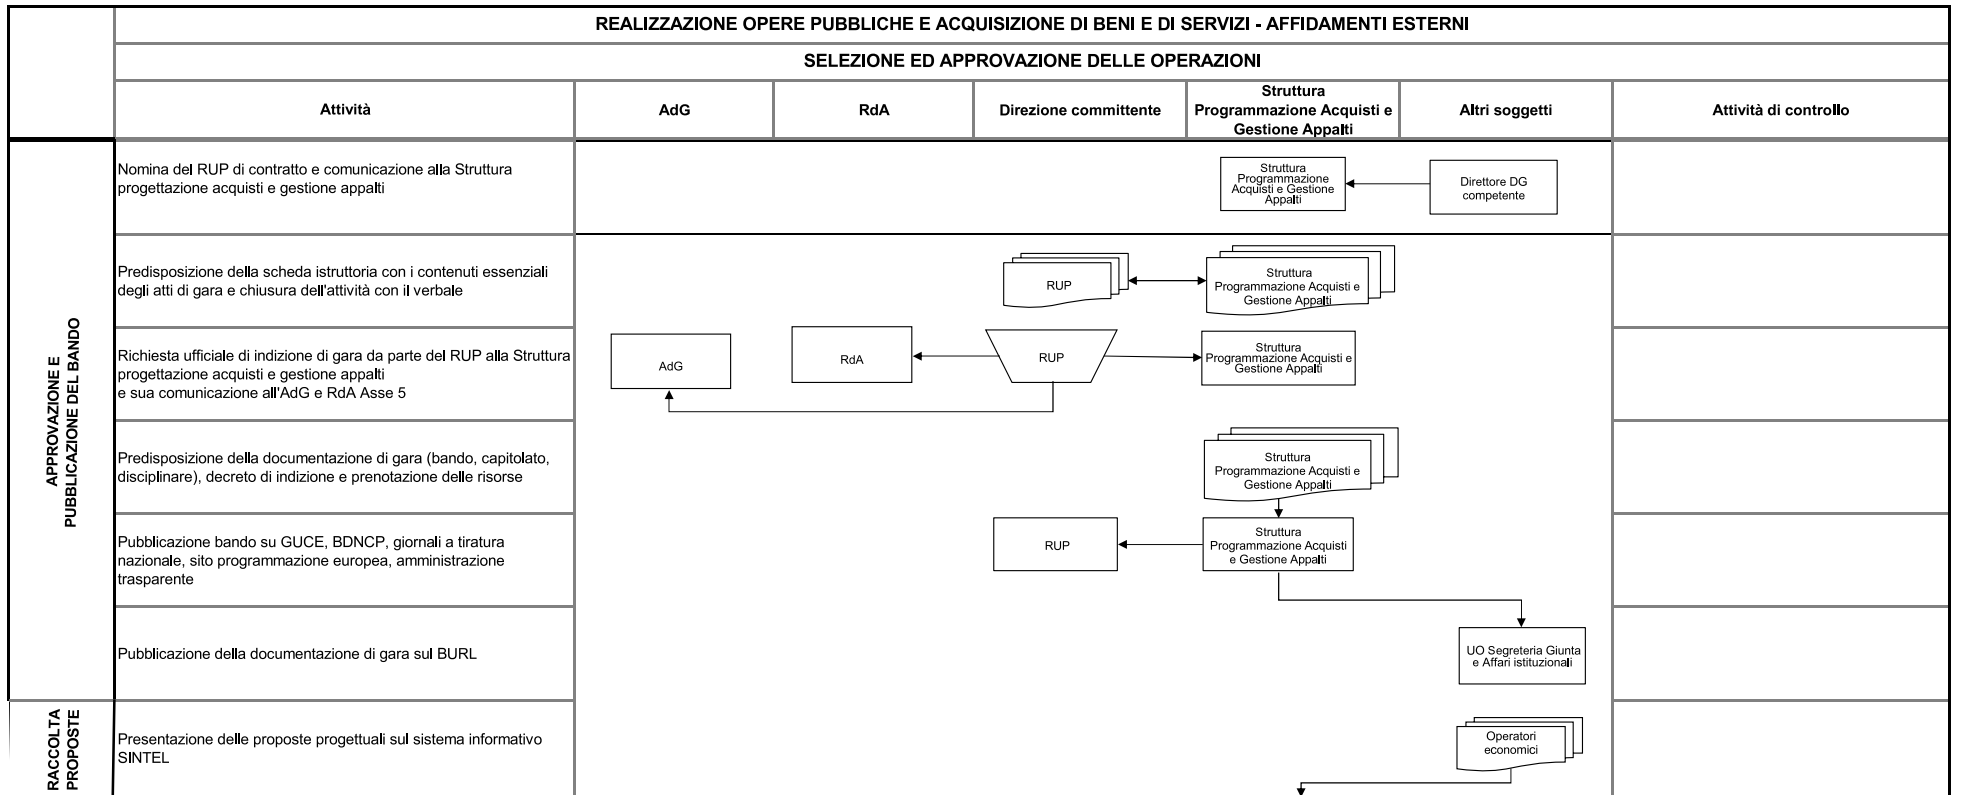 REALIZZAZIONE OPERE PUBBLICHE E ACQUISIZIONE DI BENI E DI SERVIZI - AFFIDAMENTI ESTERNI
SELEZIONE ED APPROVAZIONE DELLE OPERAZIONI
Attività
AdG
RdA
Direzione committente
Struttura
Programmazione Acquisti e
Gestione Appalti
Altri soggetti
Attività di controllo
APPROVAZIONE E
PUBBLICAZIONE DEL BANDO
Nomina del RUP di contratto e comunicazione alla Struttura
progettazione acquisti e gestione appalti
Struttura
Programmazione
Acquisti e Gestione
Appalti
Direttore DG
competente
Predisposizione della scheda istruttoria con i contenuti essenziali
degli atti di gara e chiusura dell'attività con il verbale
RUP
Struttura
Programmazione Acquisti e
Gestione Appalti
Richiesta ufficiale di indizione di gara da parte del RUP alla Struttura
progettazione acquisti e gestione appalti
e sua comunicazione all'AdG e RdA Asse 5
AdG
RdA
RUP
Struttura
Programmazione Acquisti e
Gestione Appalti
Predisposizione della documentazione di gara (bando, capitolato,
disciplinare), decreto di indizione e prenotazione delle risorse
Struttura
Programmazione Acquisti e
Gestione Appalti
Pubblicazione bando su GUCE, BDNCP, giornali a tiratura
nazionale, sito programmazione europea, amministrazione
trasparente
RUP
Struttura
Programmazione Acquisti
e Gestione Appalti
Pubblicazione della documentazione di gara sul BURL
UO Segreteria Giunta
e Affari istituzionali
RACCOLTA
PROPOSTE
Presentazione delle proposte progettuali sul sistema informativo
SINTEL
Operatori
economici